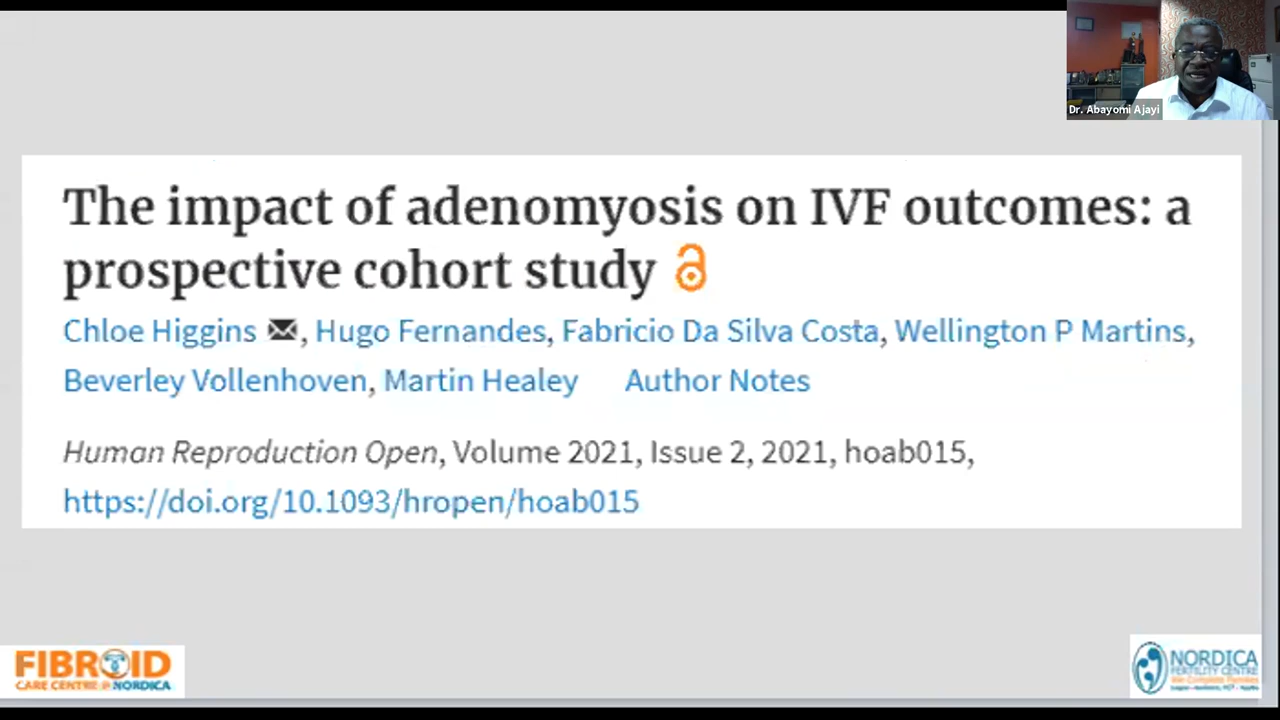 Dr. Abayomi Ajayi
The impact of adenomyosis on IVF outcomes: a
prospective cohort study
Chloe Higgins , Hugo Fernandes, Fabricio Da Silva Costa, Wellington P Martins,
Beverley Vollenhoven, Martin Healey Author Notes
Human Reproduction Open, Volume 2021, Issue 2, 2021, hoab015,
https://doi.org/10.1093/hropen/hoab015
FIBROID
CARE CENTRE @ NORDICA
NORDICA
FERTILITY CENTRE